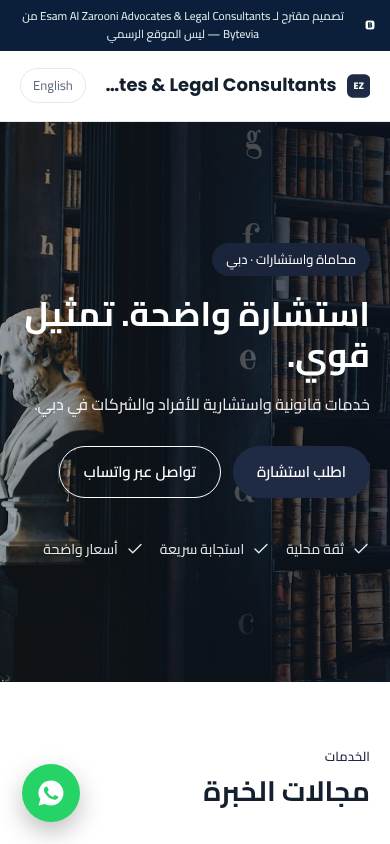 تصميم مقترح لـ Esam Al Zarooni Advocates & Legal Consultants من
Bytevia — ليس الموقع الرسمي
B
EZ
...tes & Legal Consultants
English
k
i
h
g
f
e
d
c
محاماة واستشارات · دبي
استشارة واضحة. تمثيل
قوي.
خدمات قانونية واستشارية للأفراد والشركات في دبي.
اطلب استشارة
تواصل عبر واتساب
ثقة محلية
استجابة سريعة
أسعار واضحة
الخدمات
مجالات الخبرة